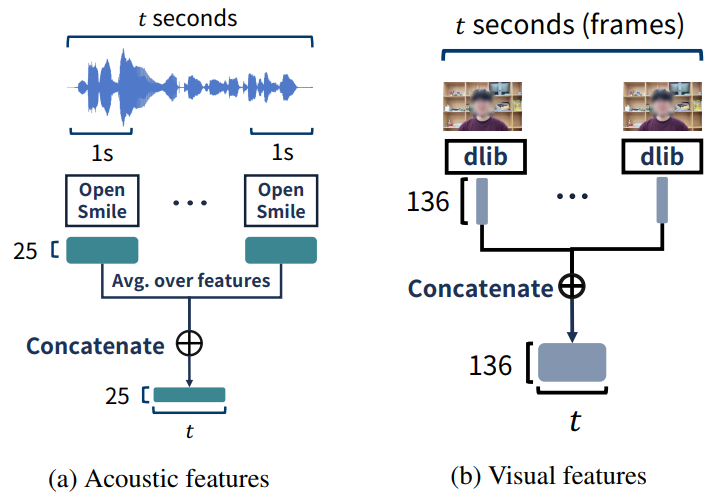 t seconds
1s
1s
Open
Smile
...
Open
Smile
25
Avg. over features
Concatenate
25
t
(a) Acoustic features
t seconds (frames)
dlib
...
dlib
136
Concatenate
136
t
(b) Visual features